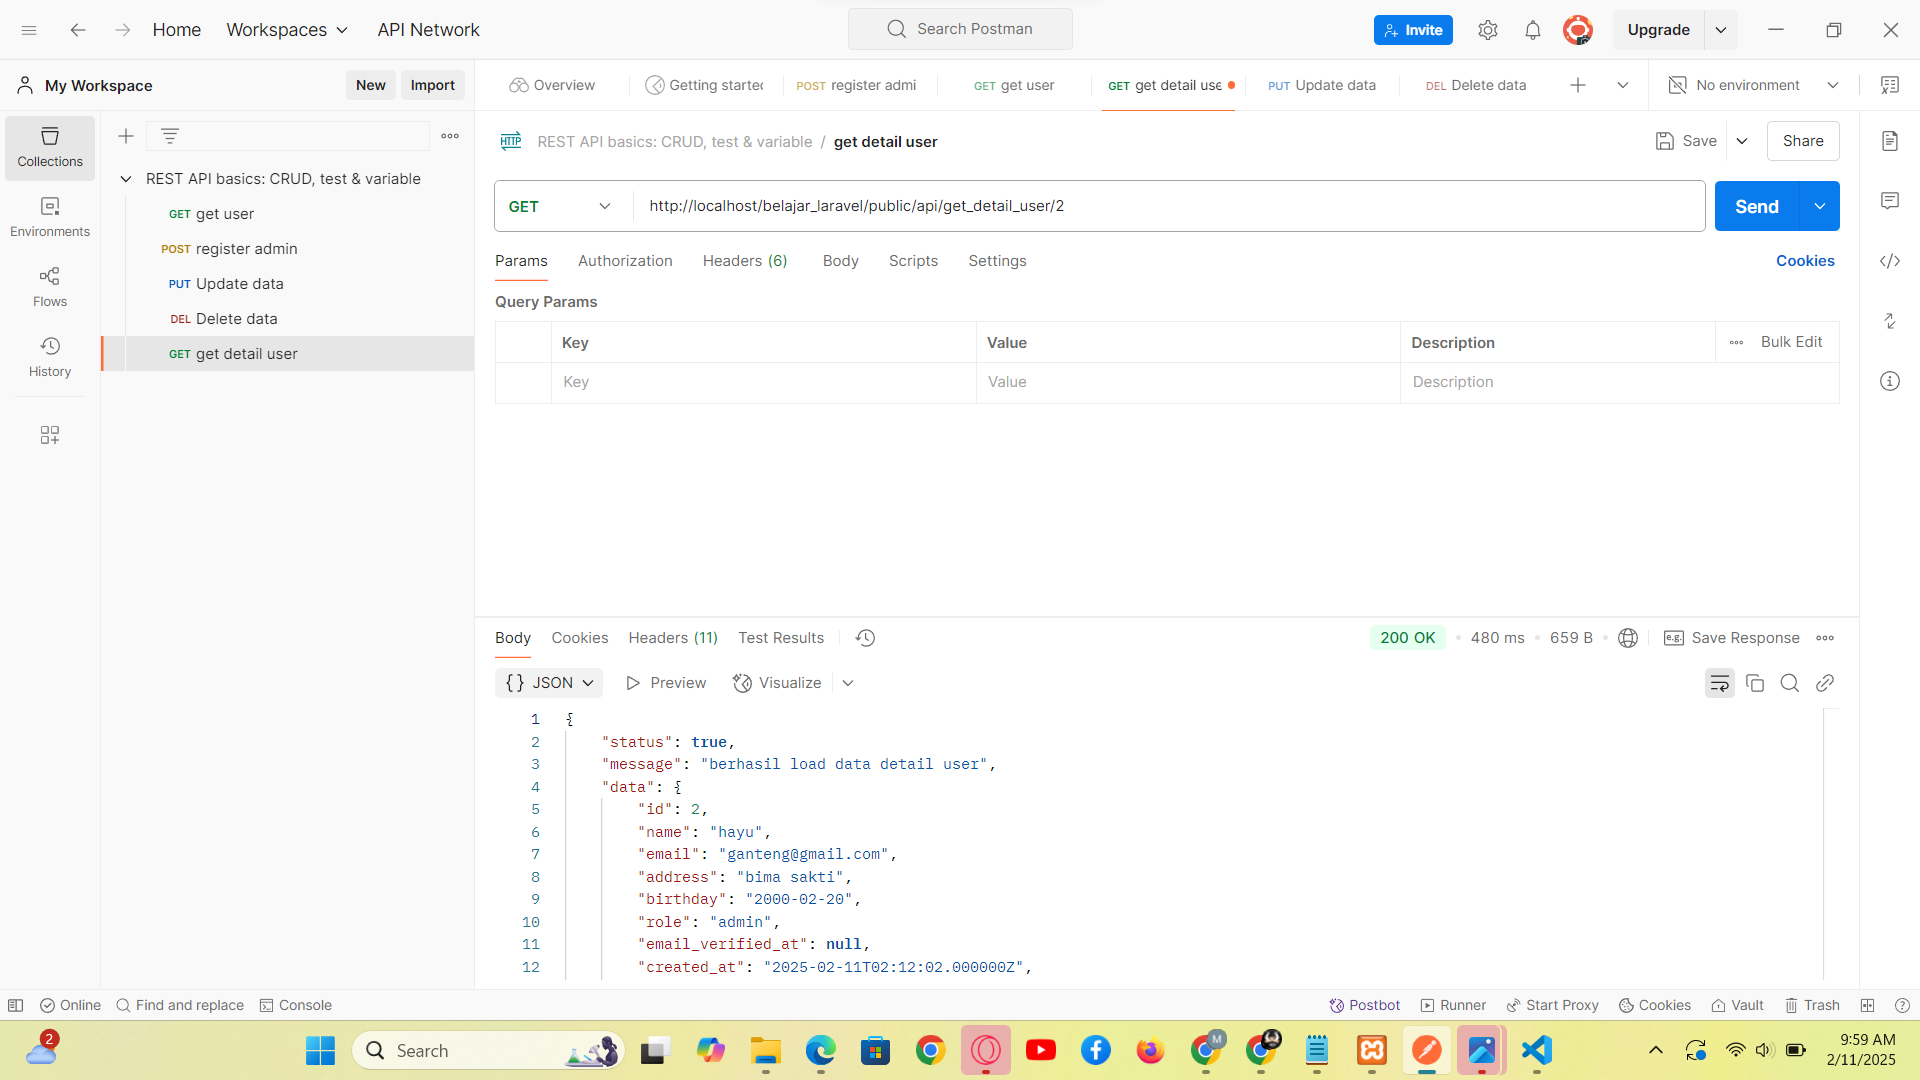 Home
Workspaces
API Network
Search Postman
Invite
Upgrade
My Workspace
New
Import
Overview
Getting started
POST register admi
GET get user
GET get detail use
PUT Update data
DEL Delete data
No environment
Collections
Environments
Flows
History
REST API basics: CRUD, test & variable
GET get user
POST register admin
PUT Update data
DEL Delete data
GET get detail user
HTTP
REST API basics: CRUD, test & variable / get detail user
Save
Share
GET
http://localhost/belajar_laravel/public/api/get_detail_user/2
Send
Params
Authorization
Headers (6)
Body
Scripts
Settings
Cookies
Query Params
Key
Value
Description
Bulk Edit
Key
Value
Description
Body
Cookies
Headers (11)
Test Results
200 OK
480 ms
659 B
e.g.
Save Response
{} JSON
Preview
Visualize
1 {
2 "status": true,
3 "message": "berhasil load data detail user",
4 "data": {
5 "id": 2,
6 "name": "hayu",
7 "email": "ganteng@gmail.com",
8 "address": "bima sakti",
9 "birthday": "2000-02-20",
10 "role": "admin",
11 "email_verified_at": null,
12 "created_at": "2025-02-11T02:12:02.000000Z",
Online
Find and replace
Console
Postbot
Runner
Start Proxy
Cookies
Vault
Trash
2
Search
M
9:59 AM
2/11/2025